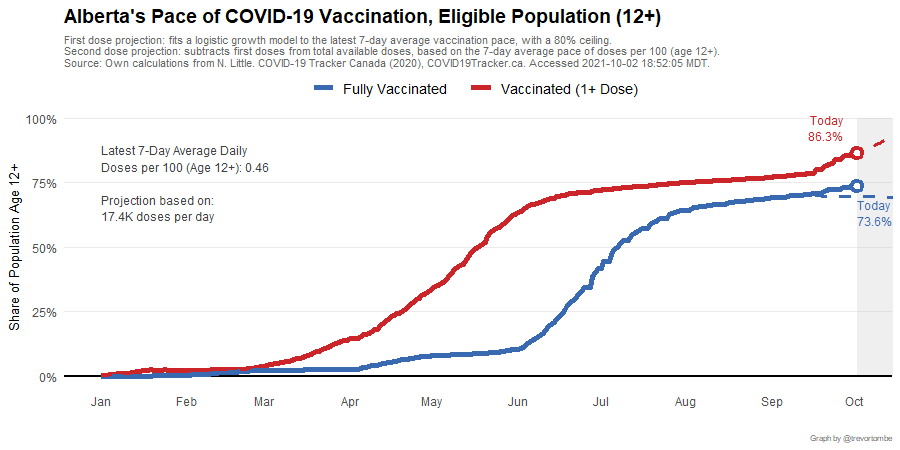 Alberta's Pace of COVID-19 Vaccination, Eligible Population (12+)
First dose projection: fits a logistic growth model to the latest 7-day average vaccination pace, with a 80% ceiling.
Second dose projection: subtracts first doses from total available doses, based on the 7-day average pace of doses per 100 (age 12+).
Source: Own calculations from N. Little. COVID-19 Tracker Canada (2020), COVID19Tracker.ca. Accessed 2021-10-02 18:52:05 MDT.
Fully Vaccinated
Vaccinated (1+ Dose)
Share of Population Age 12+
100%
75%
50%
25%
0%
Latest 7-Day Average Daily
Doses per 100 (Age 12+): 0.46
Projection based on:
17.4K doses per day
Today
86.3%
Today
73.6%
Jan Feb Mar Apr May Jun Jul Aug Sep Oct
Graph by @trevortombe